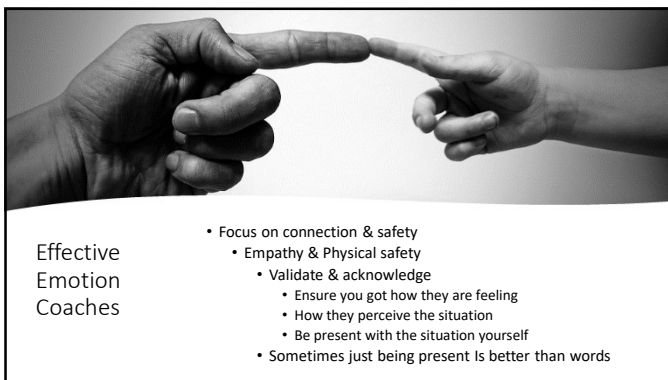 Effective
Emotion
Coaches
• Focus on connection & safety
• Empathy & Physical safety
• Validate & acknowledge
• Ensure you got how they are feeling
• How they perceive the situation
• Be present with the situation yourself
• Sometimes just being present Is better than words